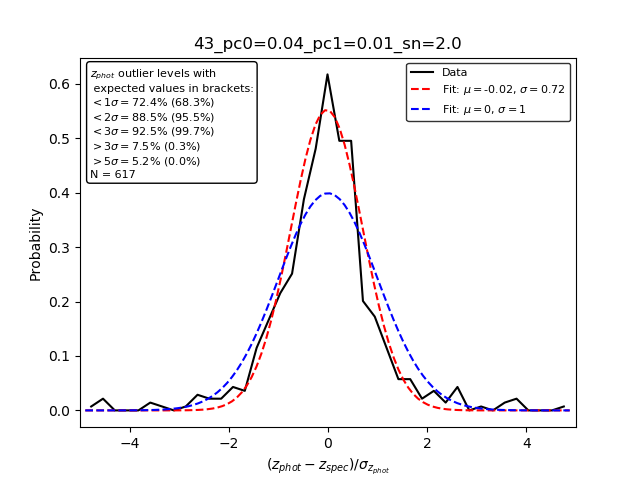 43_pc0=0.04_pc1=0.01_sn=2.0
z_phot outlier levels with
expected values in brackets:
<1σ=72.4% (68.3%)
<2σ=88.5% (95.5%)
<3σ=92.5% (99.7%)
>3σ=7.5% (0.3%)
>5σ=5.2% (0.0%)
N = 617
Data
Fit: μ=-0.02, σ=0.72
Fit: μ=0, σ=1
Probability
0.6
0.5
0.4
0.3
0.2
0.1
0.0
−4 −2 0 2 4
(z_phot − z_spec)/σ_z_phot